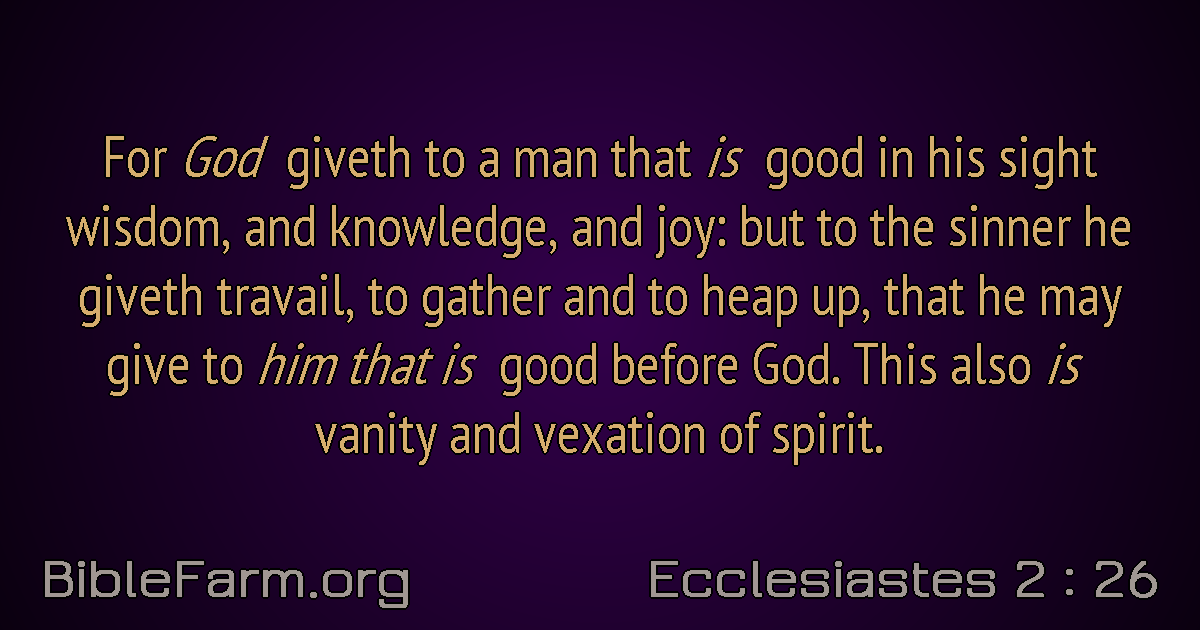 For God giveth to a man that is good in his sight
wisdom, and knowledge, and joy: but to the sinner he
giveth travail, to gather and to heap up, that he may
give to him that is good before God. This also is
vanity and vexation of spirit.
BibleFarm.org
Ecclesiastes 2 : 26